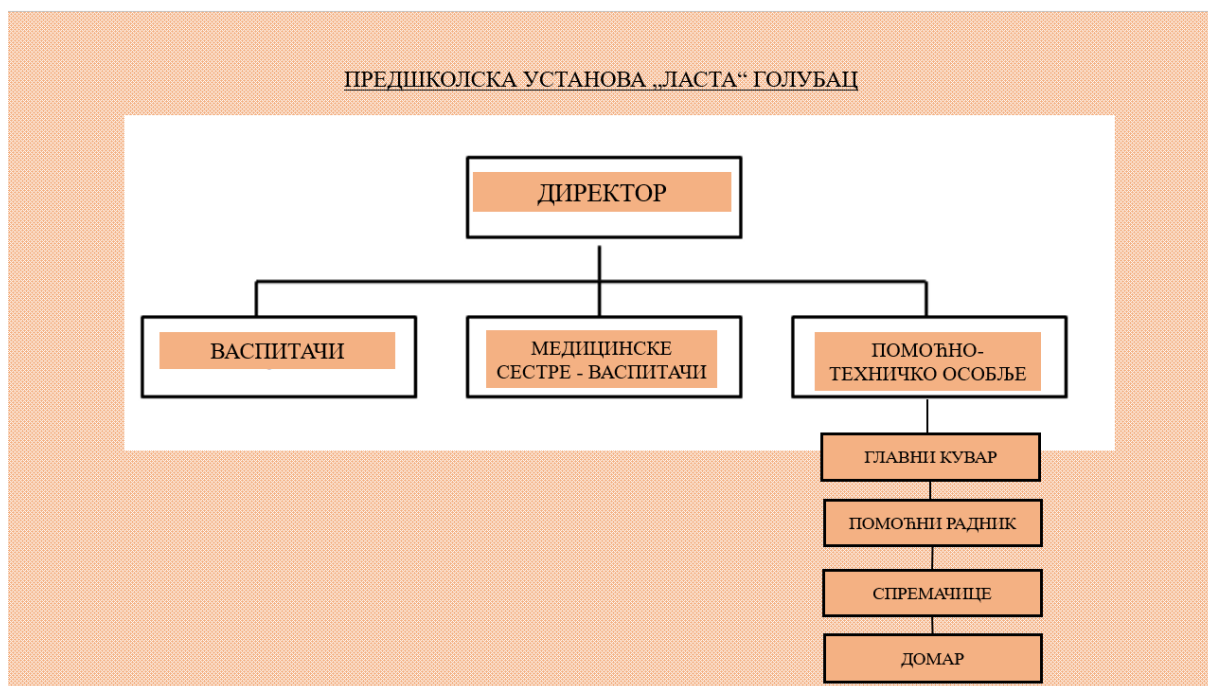 ПРЕДШКОЛСКА УСТАНОВА „ЛАСТА“ ГОЛУБАЦ
ДИРЕКТОР
ВАСПИТАЧИ
МЕДИЦИНСКЕ
СЕСТРЕ - ВАСПИТАЧИ
ПОМОЋНО-
ТЕХНИЧКО ОСОБЉЕ
ГЛАВНИ КУВАР
ПОМОЋНИ РАДНИК
СПРЕМАЧИЦЕ
ДОМАР